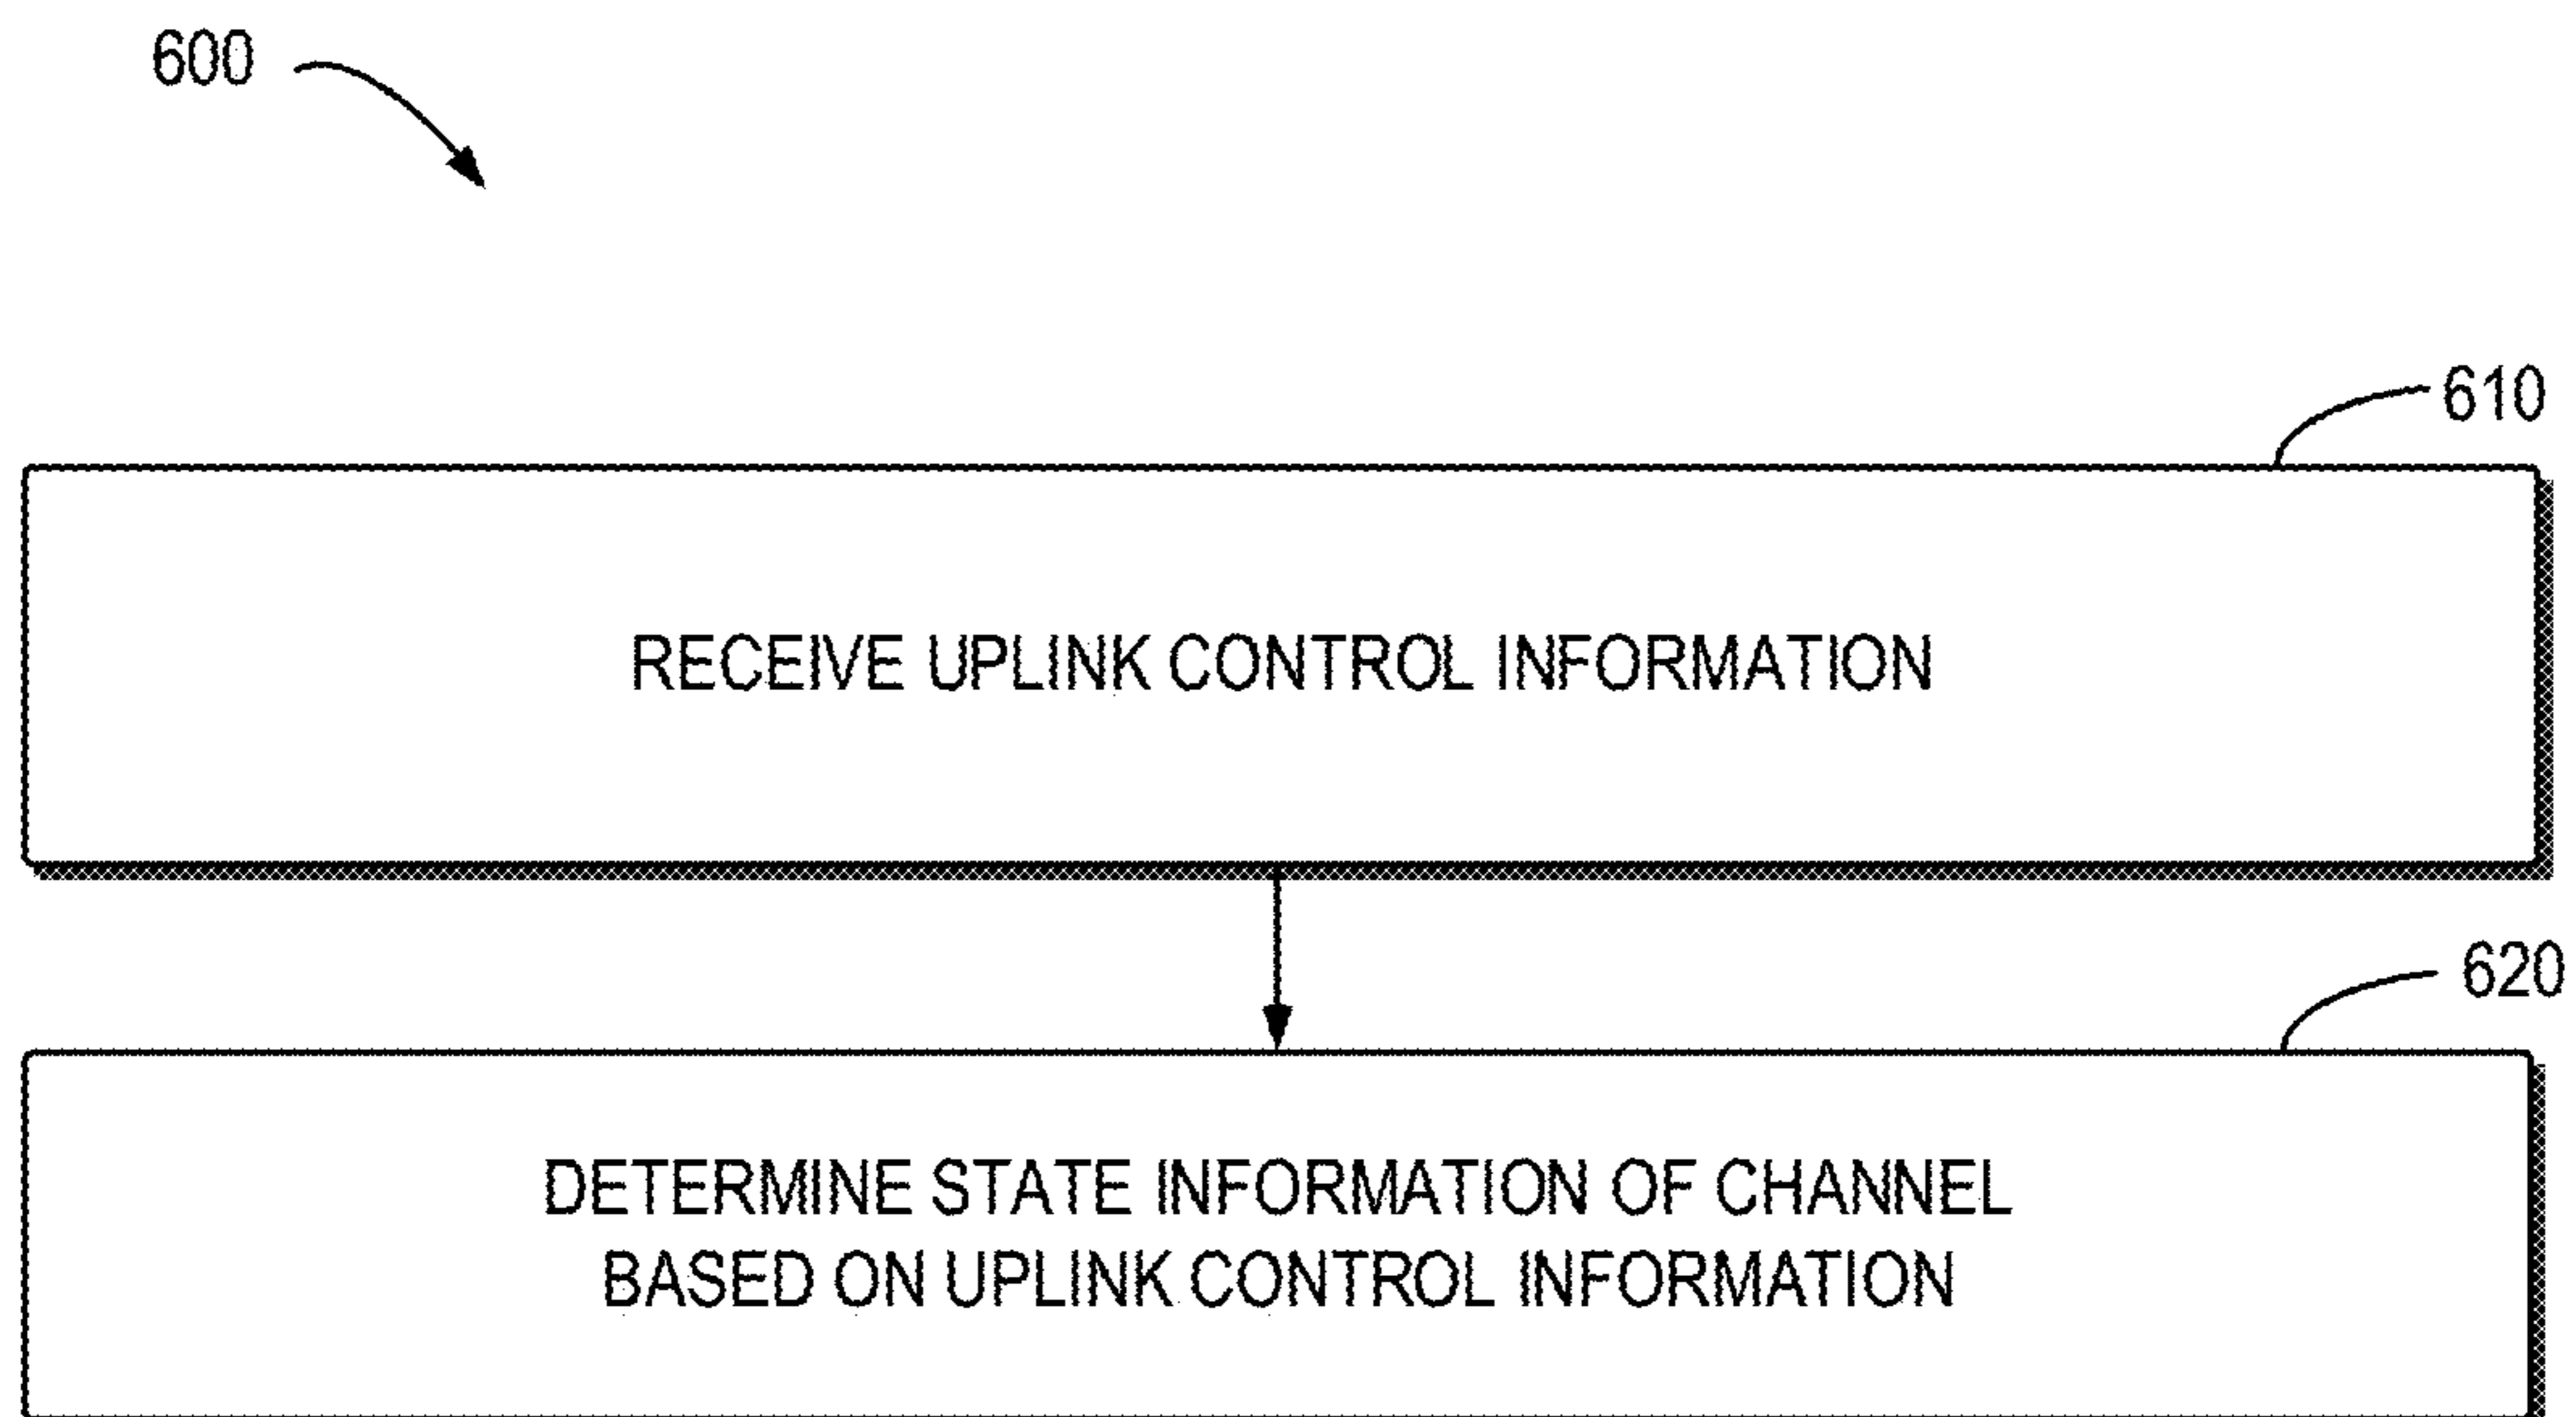 600
610
RECEIVE UPLINK CONTROL INFORMATION
620
DETERMINE STATE INFORMATION OF CHANNEL
BASED ON UPLINK CONTROL INFORMATION